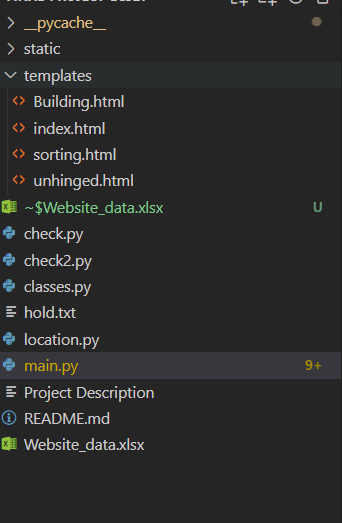 __pycache__
static
templates
Building.html
index.html
sorting.html
unhinged.html
~$Website_data.xlsx U
check.py
check2.py
classes.py
hold.txt
location.py
main.py 9+
Project Description
README.md
Website_data.xlsx